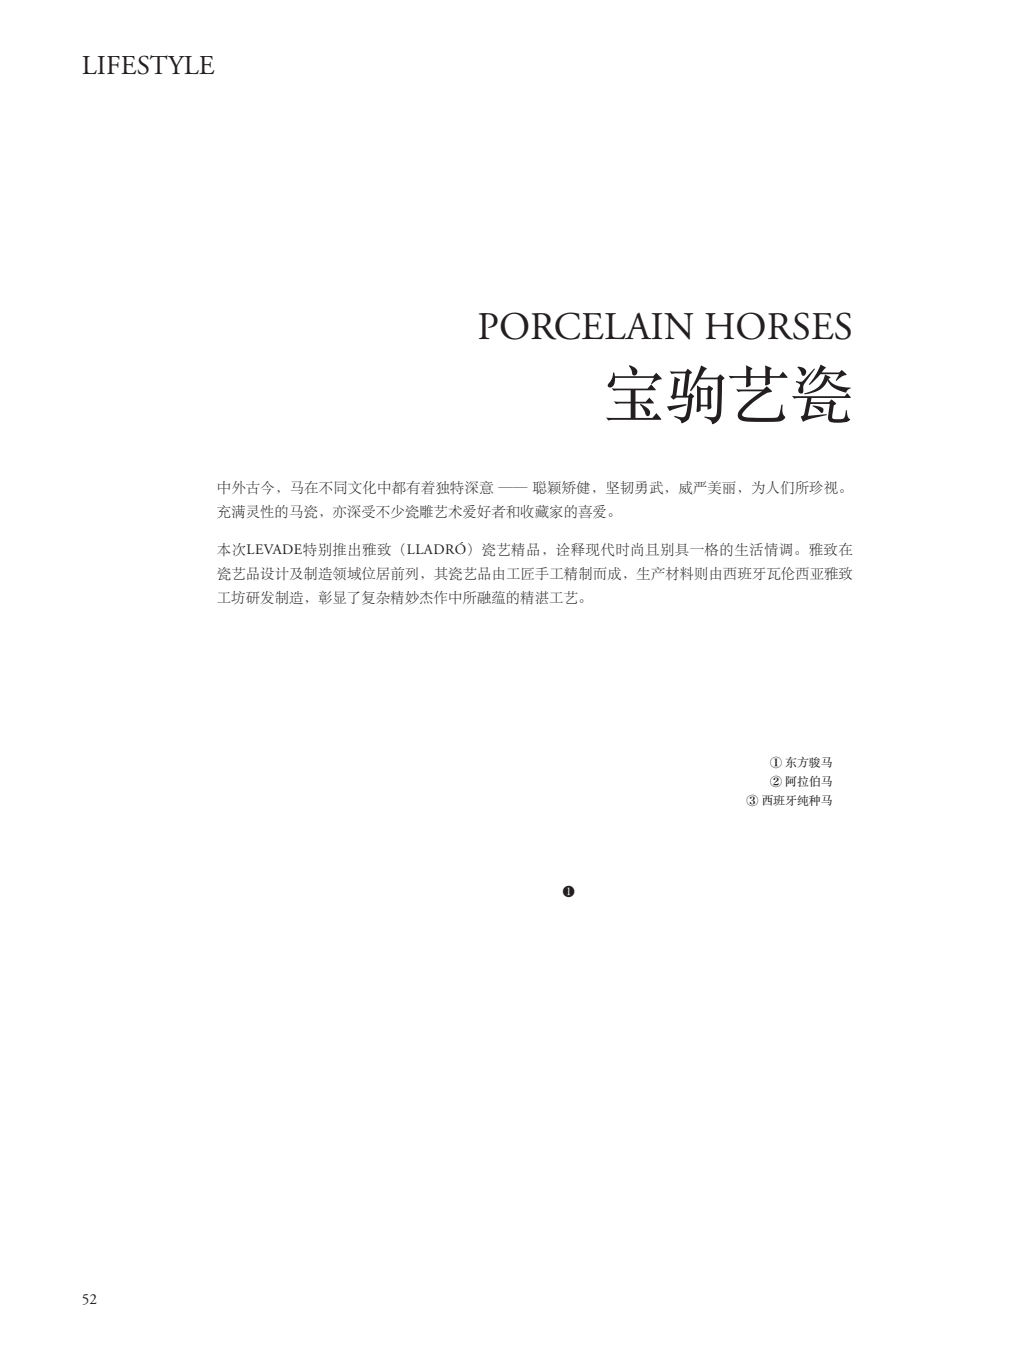 LIFESTYLE
PORCELAIN HORSES
宝驹艺瓷
中外古今，马在不同文化中都有着独特深意 —— 聪颖矫健，坚韧勇武，威严美丽，为人们所珍视。
充满灵性的马瓷，亦深受不少瓷雕艺术爱好者和收藏家的喜爱。
本次LEVADE特别推出雅致（LLADRÓ）瓷艺精品，诠释现代时尚且别具一格的生活情调。雅致在
瓷艺品设计及制造领域位居前列，其瓷艺品由工匠手工精制而成，生产材料则由西班牙瓦伦西亚雅致
工坊研发制造，彰显了复杂精妙杰作中所融蕴的精湛工艺。
① 东方骏马
② 阿拉伯马
③ 西班牙纯种马
❶
52